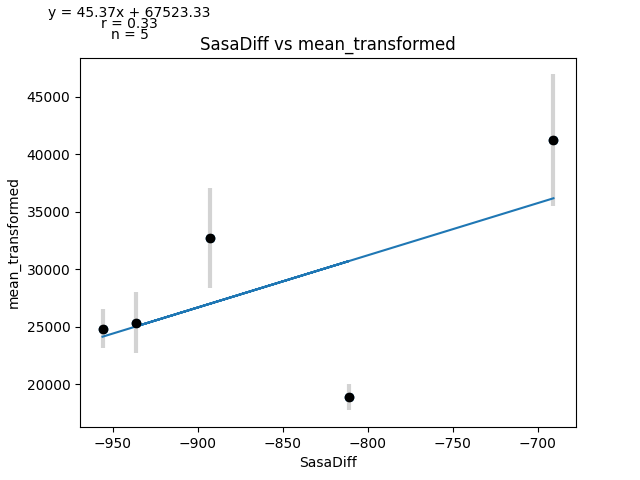 y = 45.37x + 67523.33
r = 0.33
n = 5
SasaDiff vs mean_transformed
45000
40000
35000
30000
25000
20000
mean_transformed
−950
−900
−850
−800
−750
−700
SasaDiff